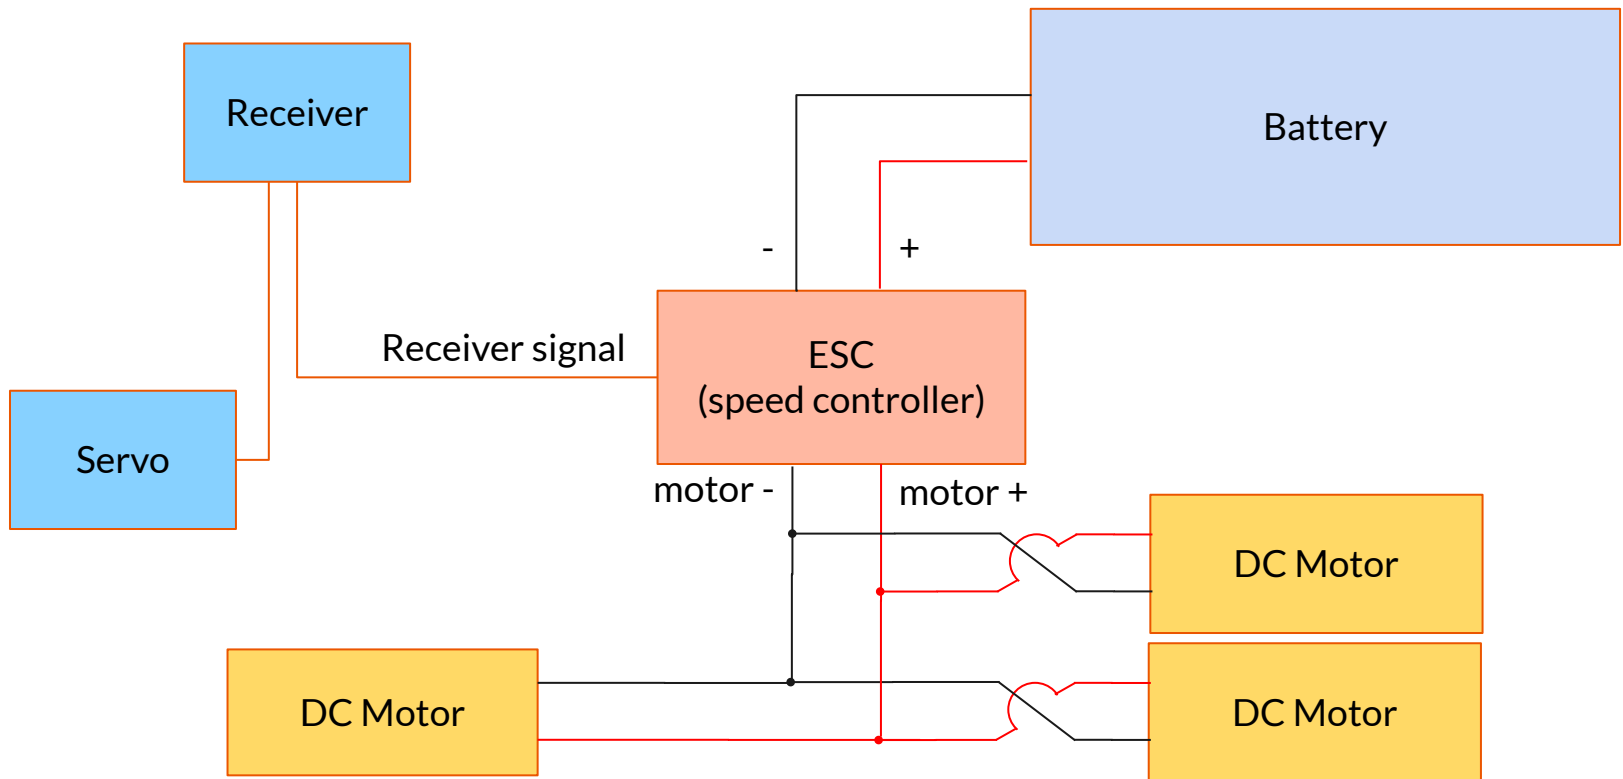 Receiver
Battery
-
+
Receiver signal
ESC
(speed controller)
Servo
motor -
motor +
DC Motor
DC Motor
DC Motor